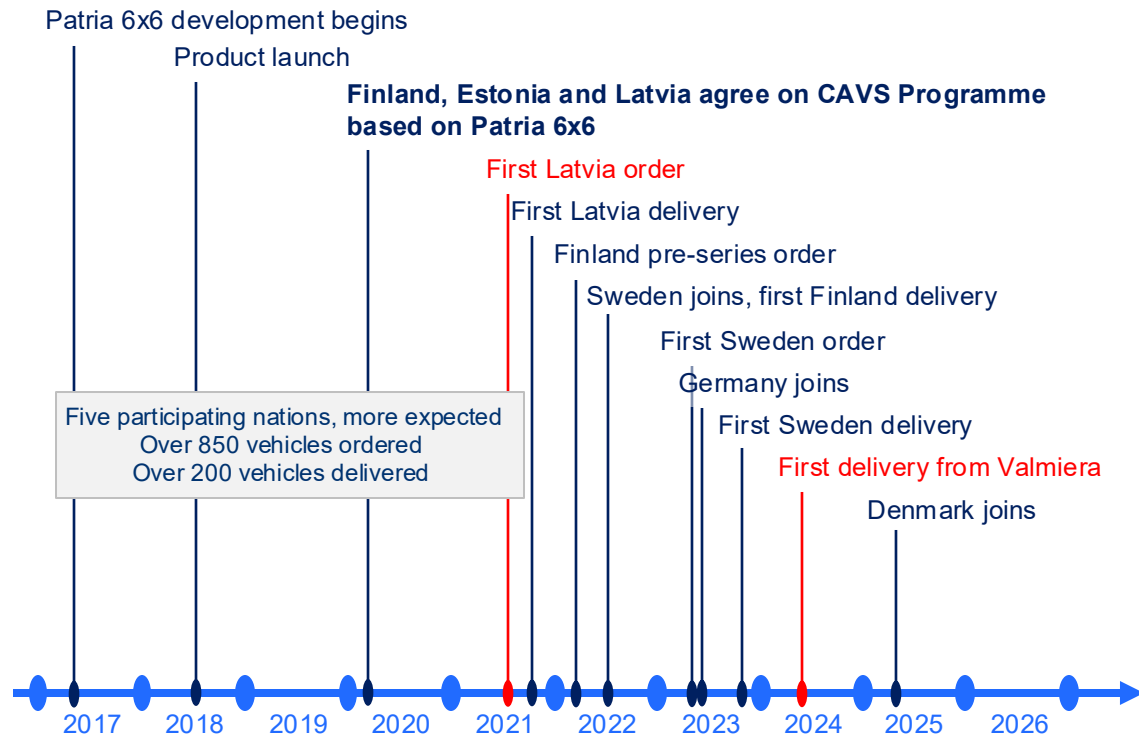 Patria 6x6 development begins
Product launch
Finland, Estonia and Latvia agree on CAVS Programme
based on Patria 6x6
First Latvia order
First Latvia delivery
Finland pre-series order
Sweden joins, first Finland delivery
First Sweden order
Germany joins
First Sweden delivery
First delivery from Valmiera
Denmark joins
Five participating nations, more expected
Over 850 vehicles ordered
Over 200 vehicles delivered
2017 2018 2019 2020 2021 2022 2023 2024 2025 2026